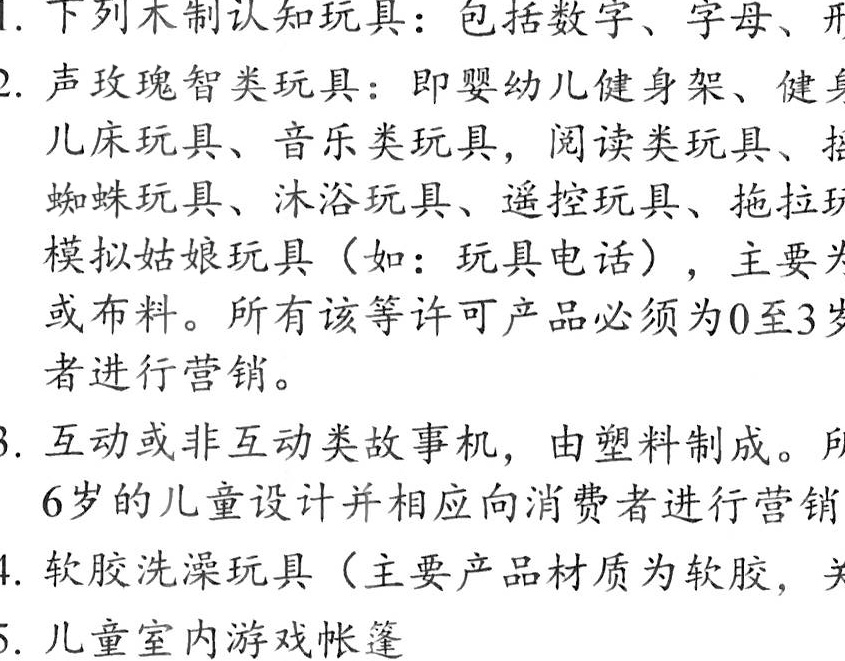 1. 下列木制认知玩具：包括数字、字母、形
2. 声玫瑰智类玩具：即婴幼儿健身架、健身
儿床玩具、音乐类玩具，阅读类玩具、摇
蜘蛛玩具、沐浴玩具、遥控玩具、拖拉玩
模拟姑娘玩具（如：玩具电话），主要为
或布料。所有该等许可产品必须为0至3岁
者进行营销。
3. 互动或非互动类故事机，由塑料制成。所
6岁的儿童设计并相应向消费者进行营销
4. 软胶洗澡玩具（主要产品材质为软胶，关
5. 儿童室内游戏帐篷